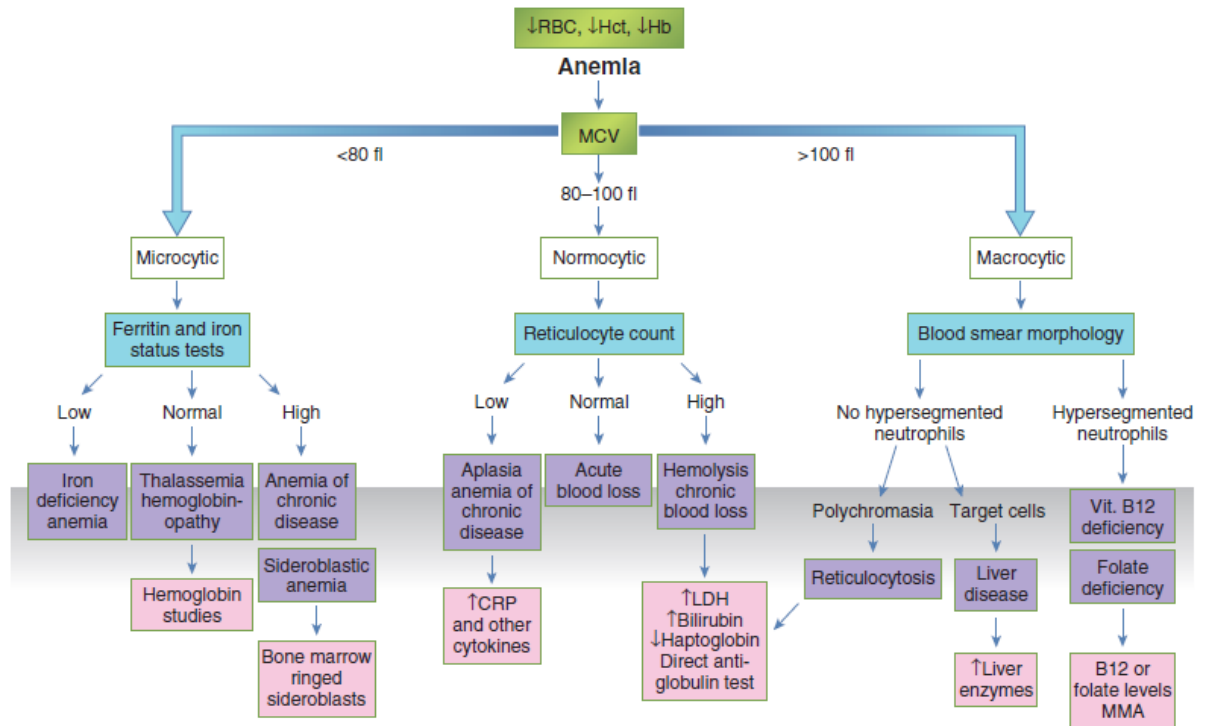 ↓RBC, ↓Hct, ↓Hb
Anemla
MCV
<80 fl
>100 fl
80–100 fl
Microcytic
Normocytic
Macrocytic
Ferritin and iron
status tests
Reticulocyte count
Blood smear morphology
Low
Normal
High
Low
Normal
High
No hypersegmented
neutrophils
Hypersegmented
neutrophils
Iron
deficiency
anemia
Thalassemia
hemoglobin-
opathy
Anemia of
chronic
disease
Aplasia
anemia of
chronic
disease
Acute
blood loss
Hemolysis
chronic
blood loss
Polychromasia
Target cells
Vit. B12
deficiency
Sideroblastic
anemia
Reticulocytosis
Liver
disease
Folate
deficiency
Hemoglobin
studies
↑CRP
and other
cytokines
↑LDH
↑Bilirubin
↓Haptoglobin
Direct anti-
globulin test
Bone marrow
ringed
sideroblasts
↑Liver
enzymes
B12 or
folate levels
MMA